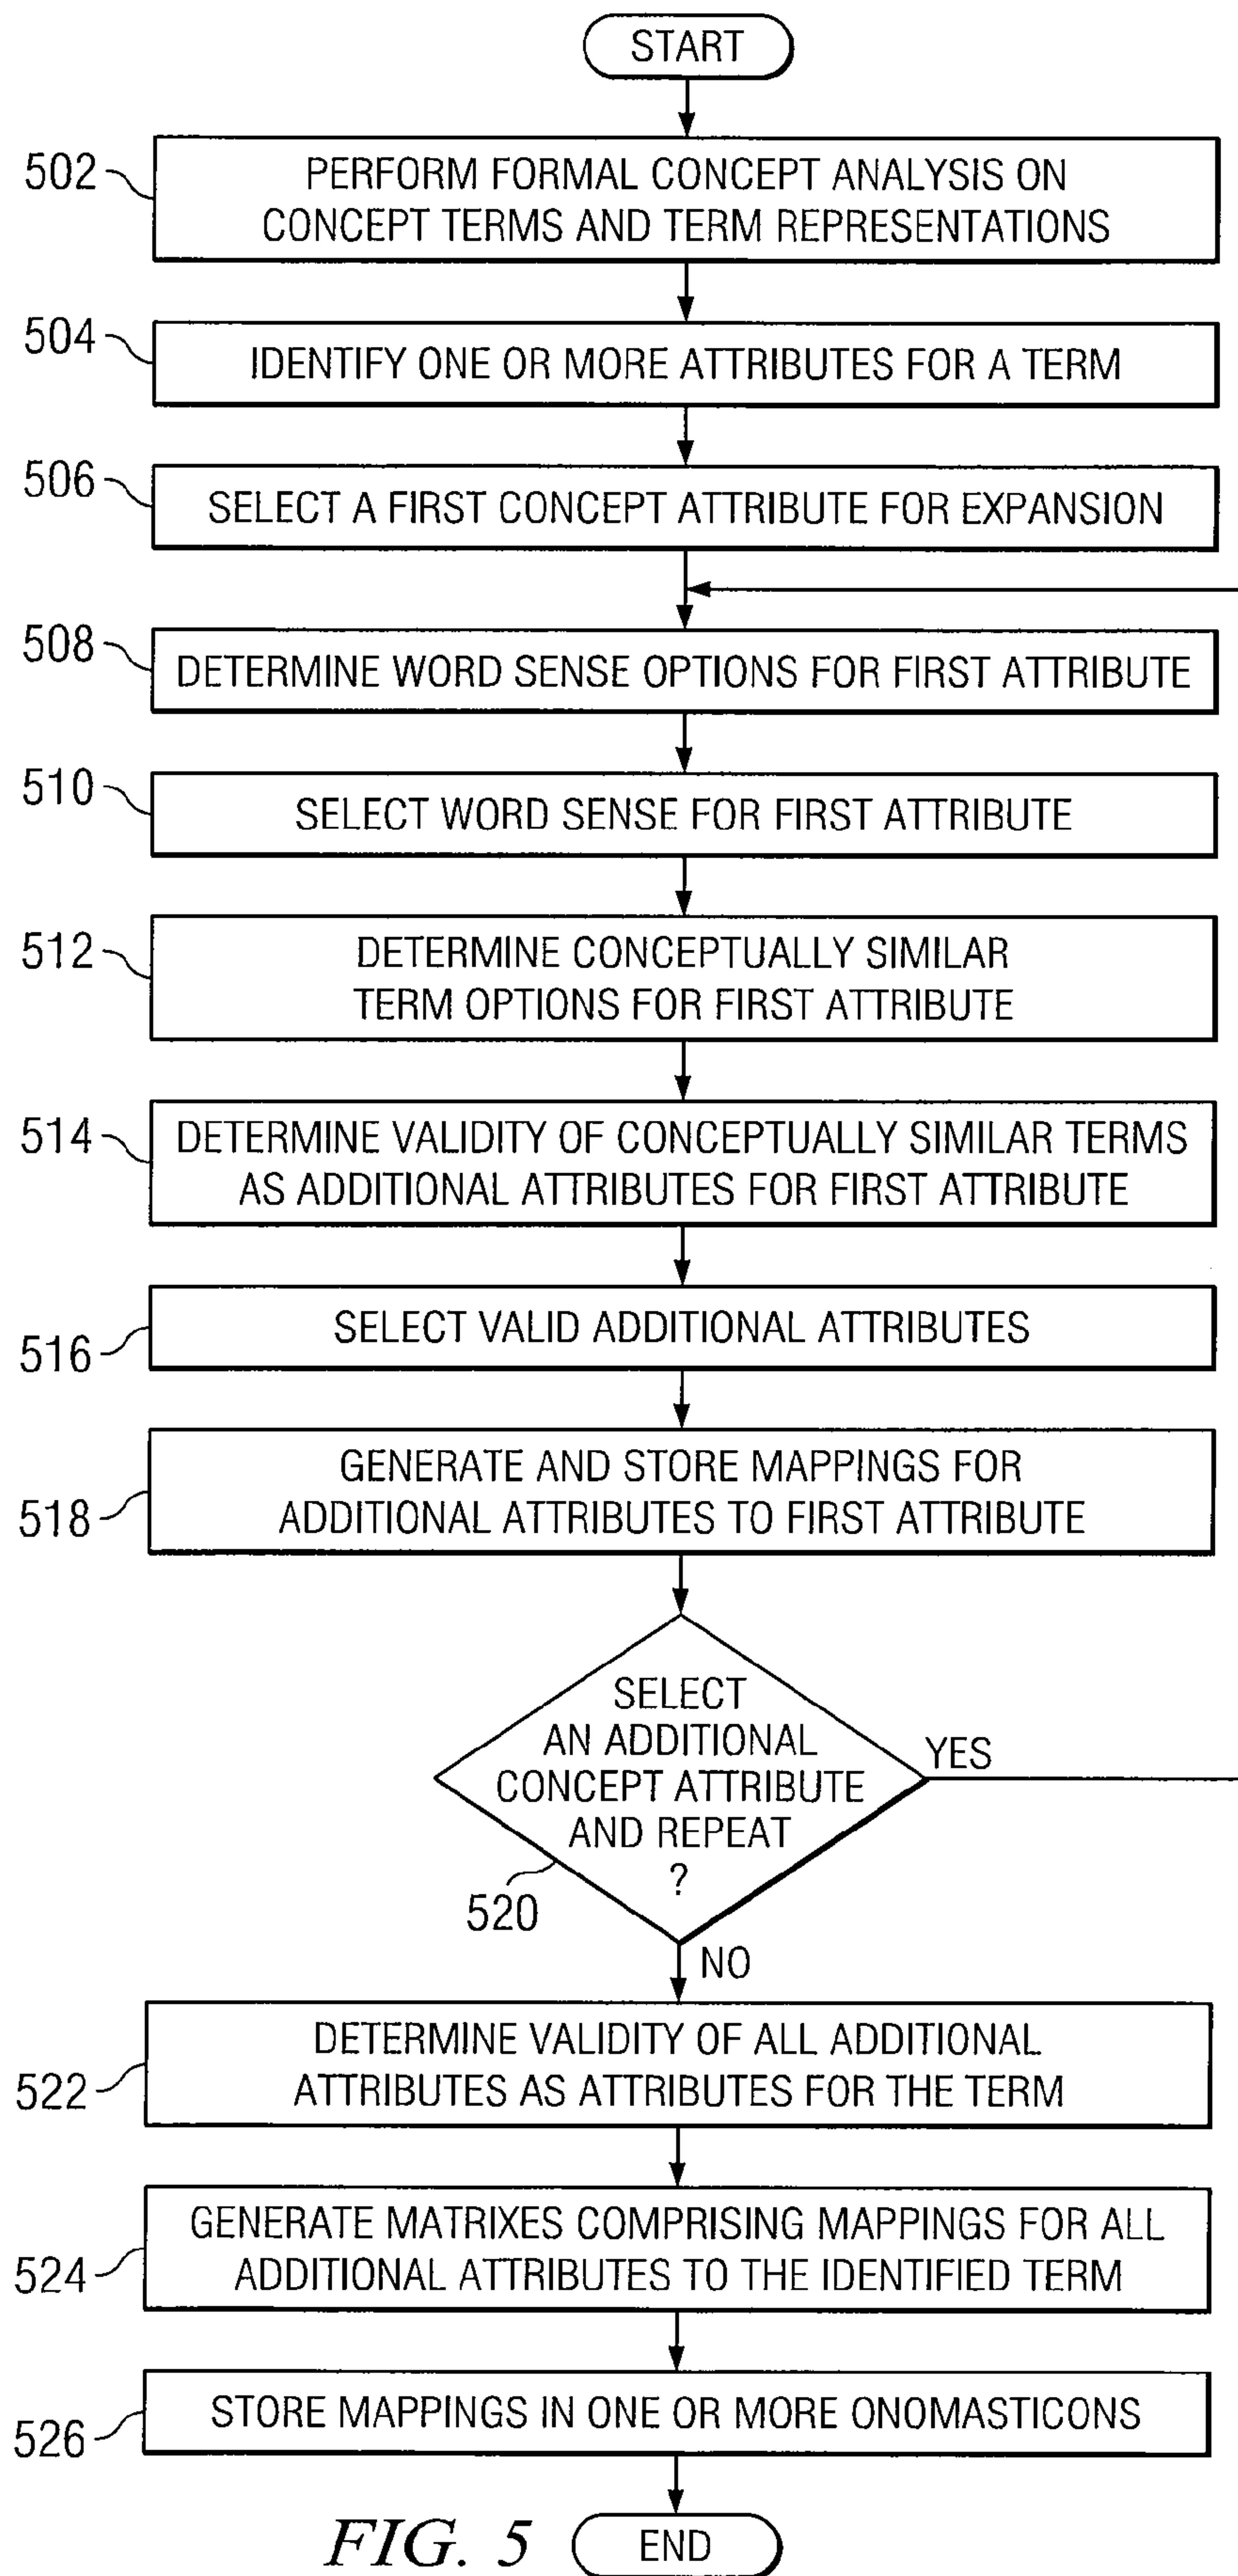 START
502
PERFORM FORMAL CONCEPT ANALYSIS ON
CONCEPT TERMS AND TERM REPRESENTATIONS
504
IDENTIFY ONE OR MORE ATTRIBUTES FOR A TERM
506
SELECT A FIRST CONCEPT ATTRIBUTE FOR EXPANSION
508
DETERMINE WORD SENSE OPTIONS FOR FIRST ATTRIBUTE
510
SELECT WORD SENSE FOR FIRST ATTRIBUTE
512
DETERMINE CONCEPTUALLY SIMILAR
TERM OPTIONS FOR FIRST ATTRIBUTE
514
DETERMINE VALIDITY OF CONCEPTUALLY SIMILAR TERMS
AS ADDITIONAL ATTRIBUTES FOR FIRST ATTRIBUTE
516
SELECT VALID ADDITIONAL ATTRIBUTES
518
GENERATE AND STORE MAPPINGS FOR
ADDITIONAL ATTRIBUTES TO FIRST ATTRIBUTE
SELECT
AN ADDITIONAL
CONCEPT ATTRIBUTE
AND REPEAT
?
YES
520
NO
522
DETERMINE VALIDITY OF ALL ADDITIONAL
ATTRIBUTES AS ATTRIBUTES FOR THE TERM
524
GENERATE MATRIXES COMPRISING MAPPINGS FOR ALL
ADDITIONAL ATTRIBUTES TO THE IDENTIFIED TERM
526
STORE MAPPINGS IN ONE OR MORE ONOMASTICONS
FIG. 5
END